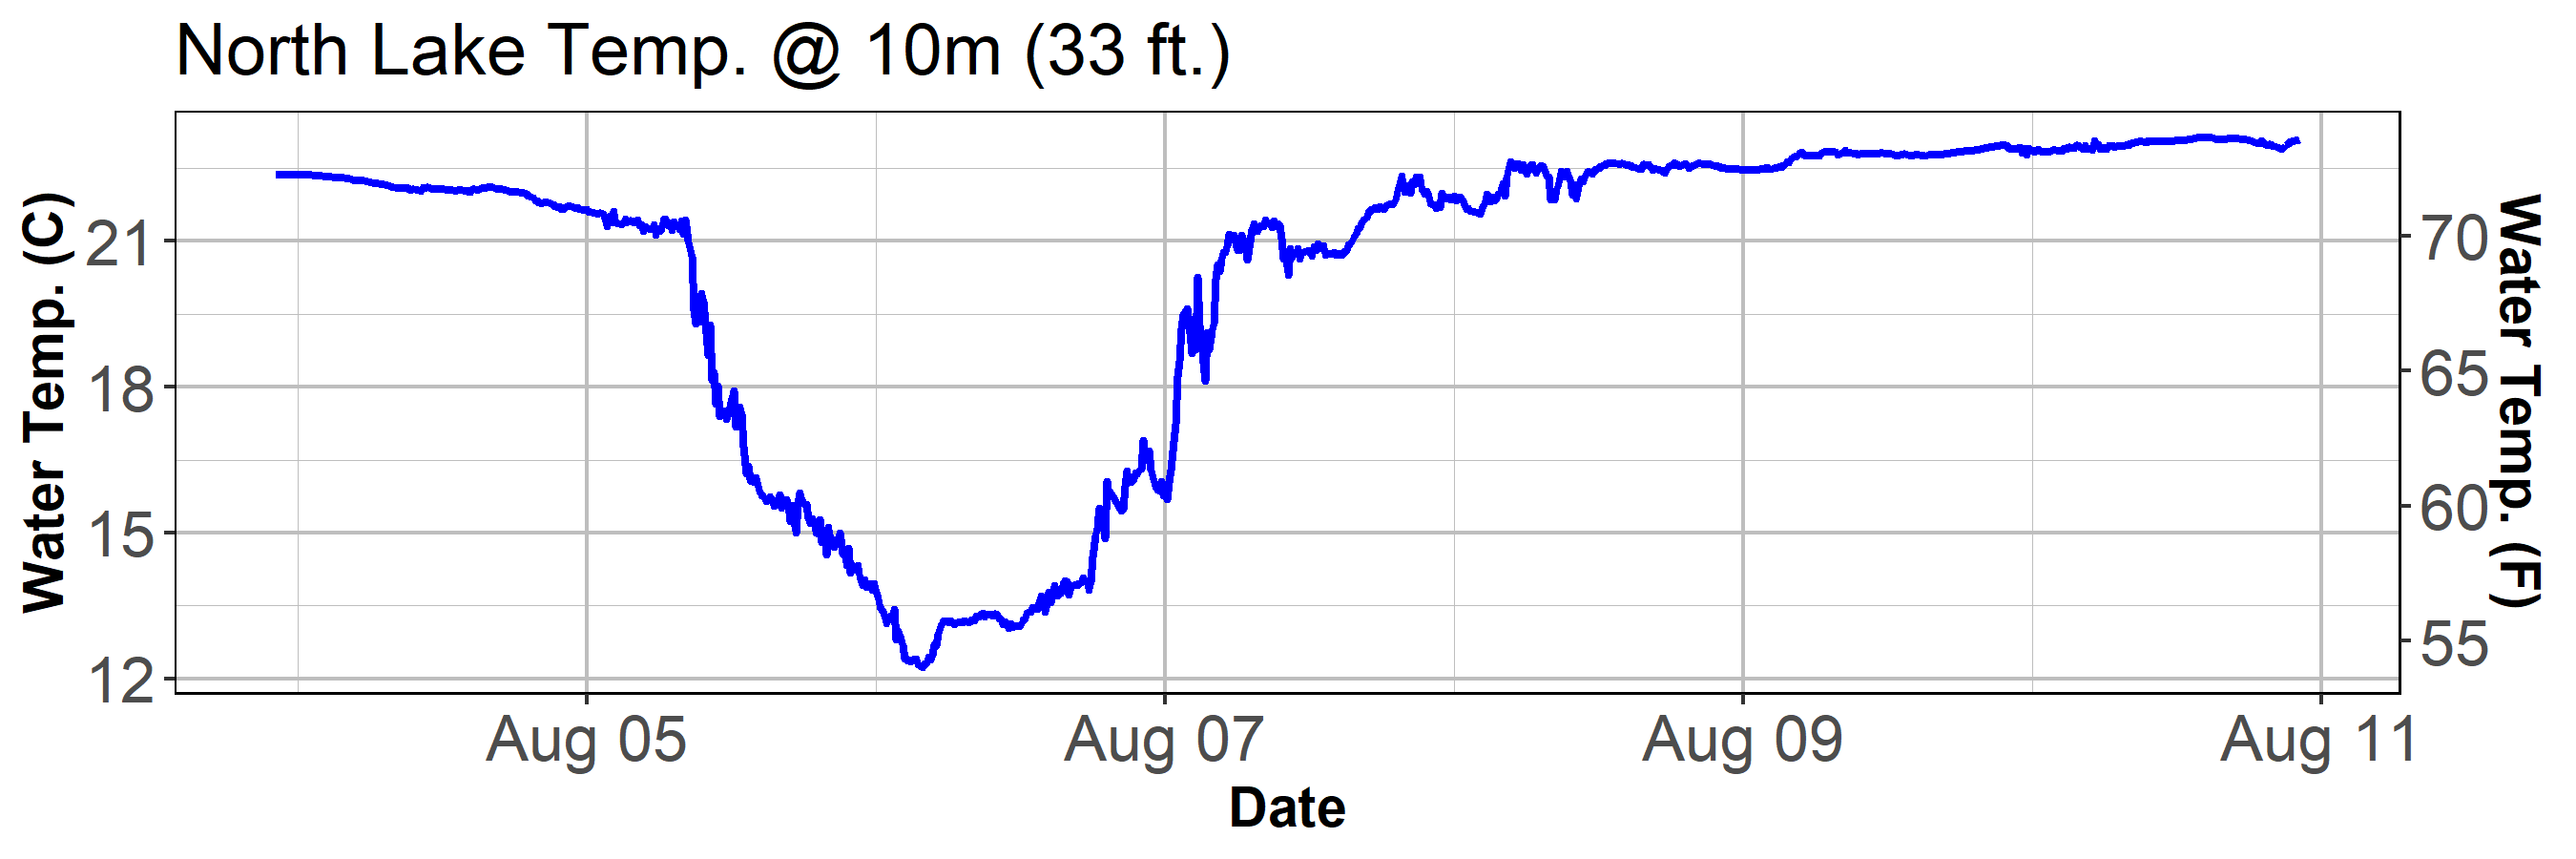 North Lake Temp. @ 10m (33 ft.)
Water Temp. (C)
21
18
15
12
70
65
60
55
Water Temp. (F)
Aug 05
Aug 07
Aug 09
Aug 11
Date